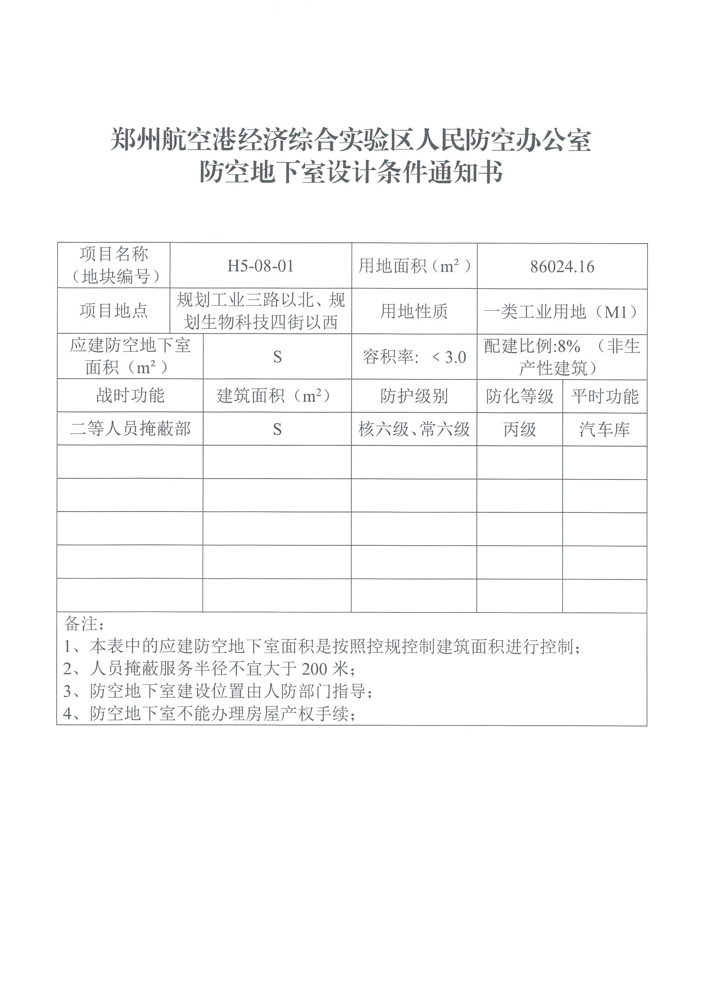 郑州航空港经济综合实验区人民防空办公室
防空地下室设计条件通知书
项目名称
（地块编号）
H5-08-01
用地面积（m²）
86024.16
项目地点
规划工业三路以北、规
划生物科技四街以西
用地性质
一类工业用地（M1）
应建防空地下室
面积（m²）
S
容积率：＜3.0
配建比例:8% （非生
产性建筑）
战时功能
建筑面积（m²）
防护级别
防化等级
平时功能
二等人员掩蔽部
S
核六级、常六级
丙级
汽车库
备注：
1、本表中的应建防空地下室面积是按照控规控制建筑面积进行控制；
2、人员掩蔽服务半径不宜大于 200 米；
3、防空地下室建设位置由人防部门指导；
4、防空地下室不能办理房屋产权手续；